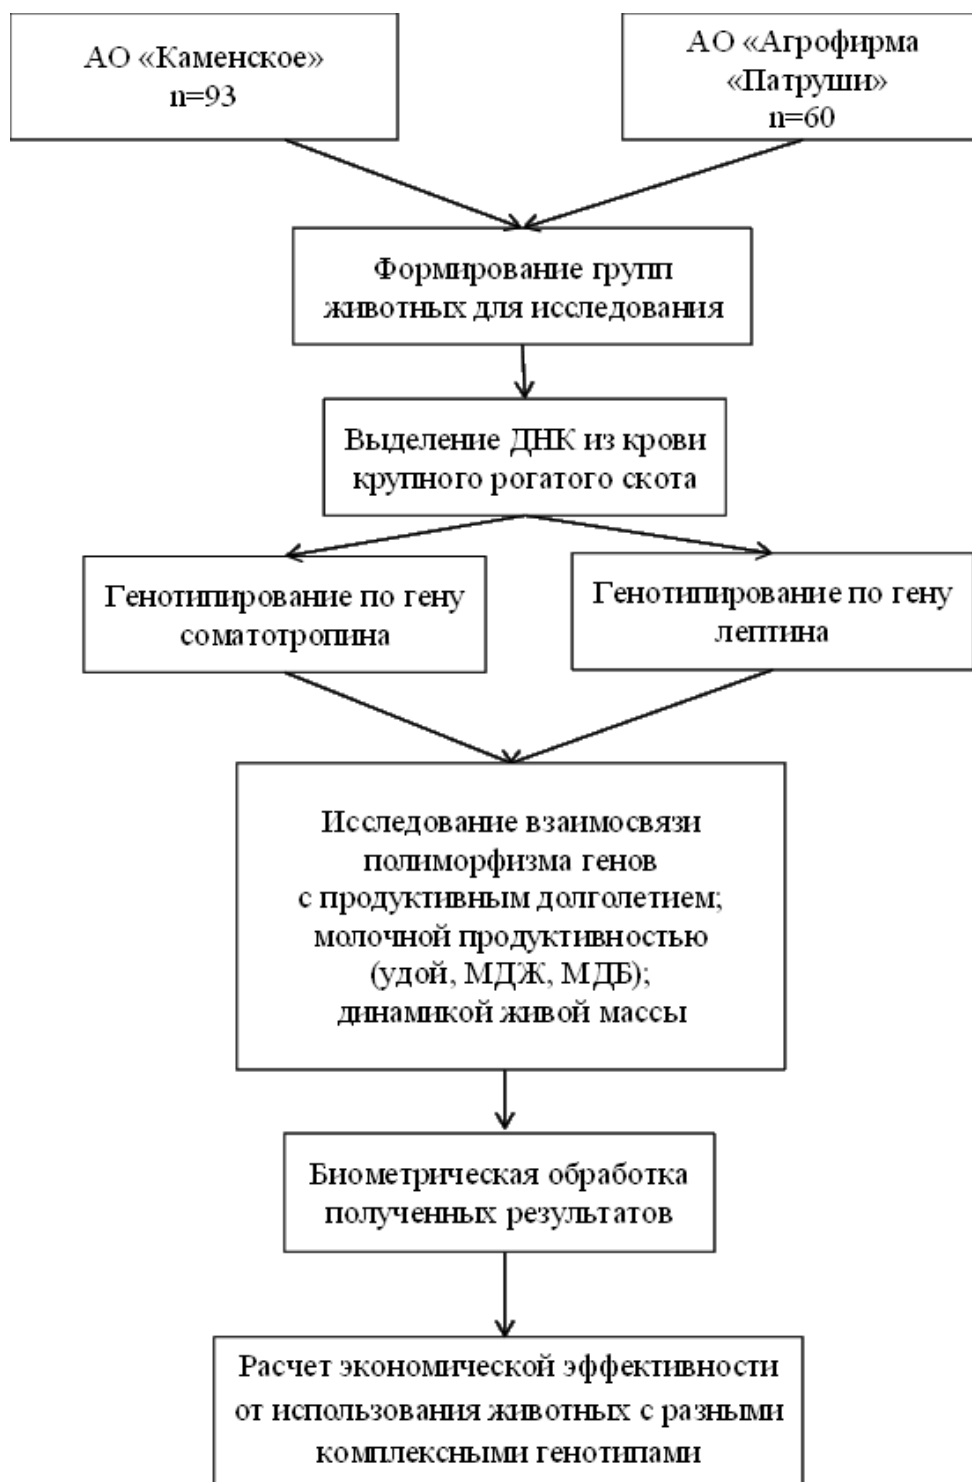 АО «Каменское»
n=93
АО «Агрофирма
«Патруши»
n=60
Формирование групп
животных для исследования
Выделение ДНК из крови
крупного рогатого скота
Генотипирование по гену
соматотропина
Генотипирование по гену
лептина
Исследование взаимосвязи
полиморфизма генов
с продуктивным долголетием;
молочной продуктивностью
(удой, МДЖ, МДБ);
динамикой живой массы
Биометрическая обработка
полученных результатов
Расчет экономической эффективности
от использования животных с разными
комплексными генотипами